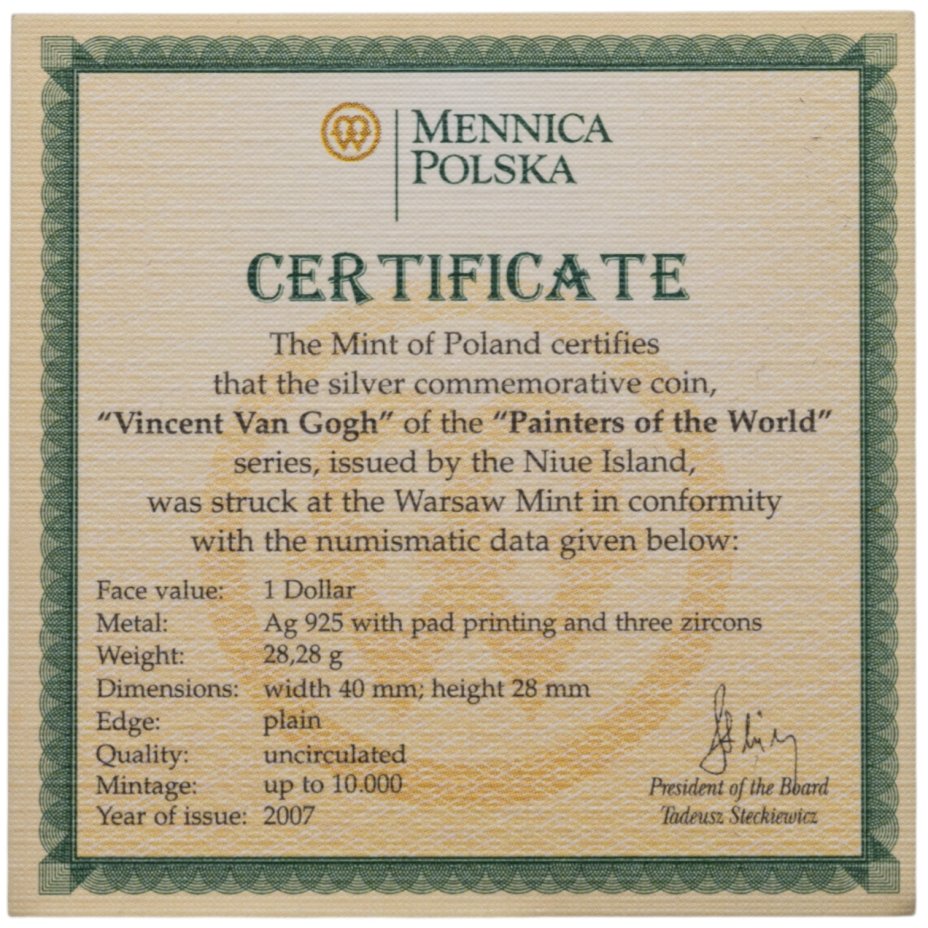 MENNICA
POLSKA
CERTIFICATE
The Mint of Poland certifies
that the silver commemorative coin,
“Vincent Van Gogh” of the “Painters of the World”
series, issued by the Niue Island,
was struck at the Warsaw Mint in conformity
with the numismatic data given below:
Face value: 1 Dollar
Metal: Ag 925 with pad printing and three zircons
Weight: 28,28 g
Dimensions: width 40 mm; height 28 mm
Edge: plain
Quality: uncirculated
Mintage: up to 10.000
Year of issue: 2007
President of the Board
Tadeusz Steckiewicz